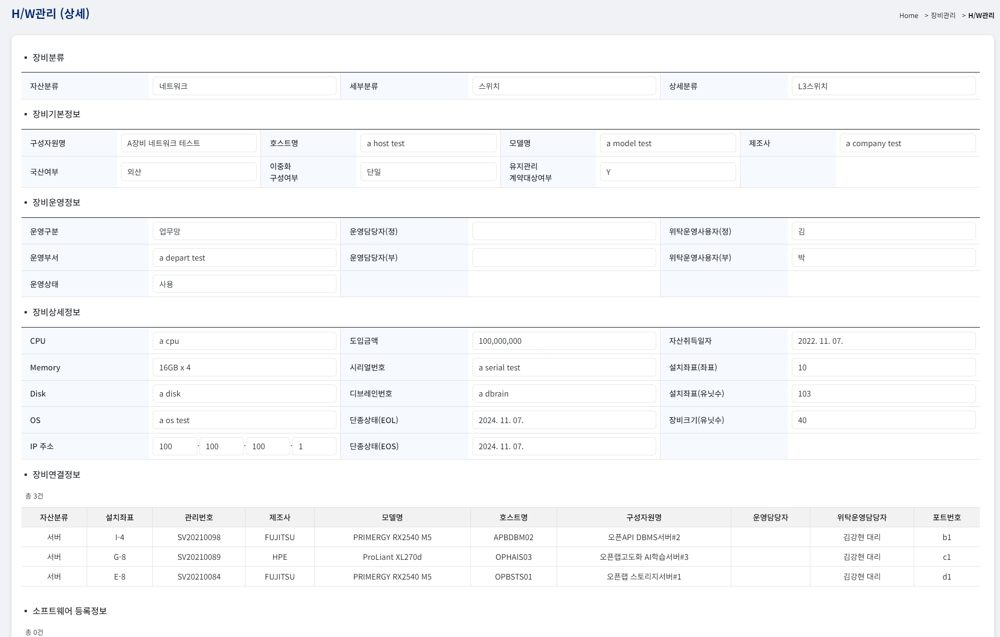 H/W관리 (상세)
Home > 장비관리 > H/W관리
▪ 장비분류
자산분류 네트워크 세부분류 스위치 상세분류 L3스위치
▪ 장비기본정보
구성자원명 A장비 네트워크 테스트 호스트명 a host test 모델명 a model test 제조사 a company test
국산여부 외산 이중화 구성여부 단일 유지관리 계약대상여부 Y
▪ 장비운영정보
운영구분 업무망 운영담당자(정) 위탁운영사용자(정) 김
운영부서 a depart test 운영담당자(부) 위탁운영사용자(부) 박
운영상태 사용
▪ 장비상세정보
CPU a cpu 도입금액 100,000,000 자산취득일자 2022. 11. 07.
Memory 16GB x 4 시리얼번호 a serial test 설치좌표(좌표) 10
Disk a disk 디브레인번호 a dbrain 설치좌표(유닛수) 103
OS a os test 단종상태(EOL) 2024. 11. 07. 장비크기(유닛수) 40
IP 주소 100 . 100 . 100 . 1 단종상태(EOS) 2024. 11. 07.
▪ 장비연결정보
총 3건
자산분류 설치좌표 관리번호 제조사 모델명 호스트명 구성자원명 운영담당자 위탁운영담당자 포트번호
서버 I-4 SV20210098 FUJITSU PRIMERGY RX2540 M5 APBDBM02 오픈API DBMS서버#2 김강현 대리 b1
서버 G-8 SV20210089 HPE ProLiant XL270d OPHAIS03 오픈랩고도화 AI학습서버#3 김강현 대리 c1
서버 E-8 SV20210084 FUJITSU PRIMERGY RX2540 M5 OPBSTS01 오픈랩 스토리지서버#1 김강현 대리 d1
▪ 소프트웨어 등록정보
총 0건